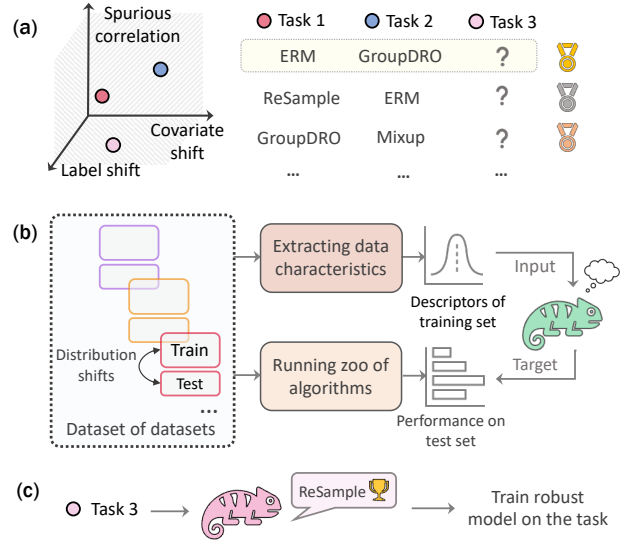 (a)
Spurious
correlation
Covariate
shift
Label shift
Task 1 Task 2 Task 3
ERM GroupDRO ?
ReSample ERM ?
GroupDRO Mixup ?
... ... ...
(b)
Train
Test
Distribution
shifts
...
Dataset of datasets
Extracting data
characteristics
Descriptors of
training set
Input
Running zoo of
algorithms
Performance on
test set
Target
(c)
Task 3
ReSample
Train robust
model on the task